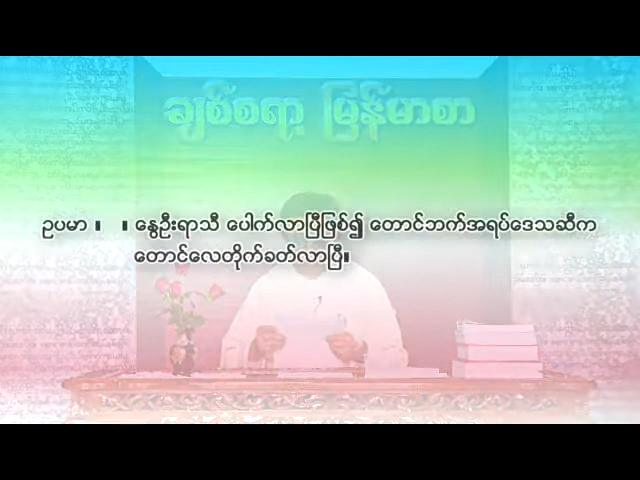 ချစ်စရာ့ မြန်မာစာ
ဥပမာ ။ ။ နွေဦးရာသီ ပေါက်လာပြီဖြစ်၍ တောင်ဘက်အရပ်ဒေသဆီက
တောင်လေတိုက်ခတ်လာပြီ။